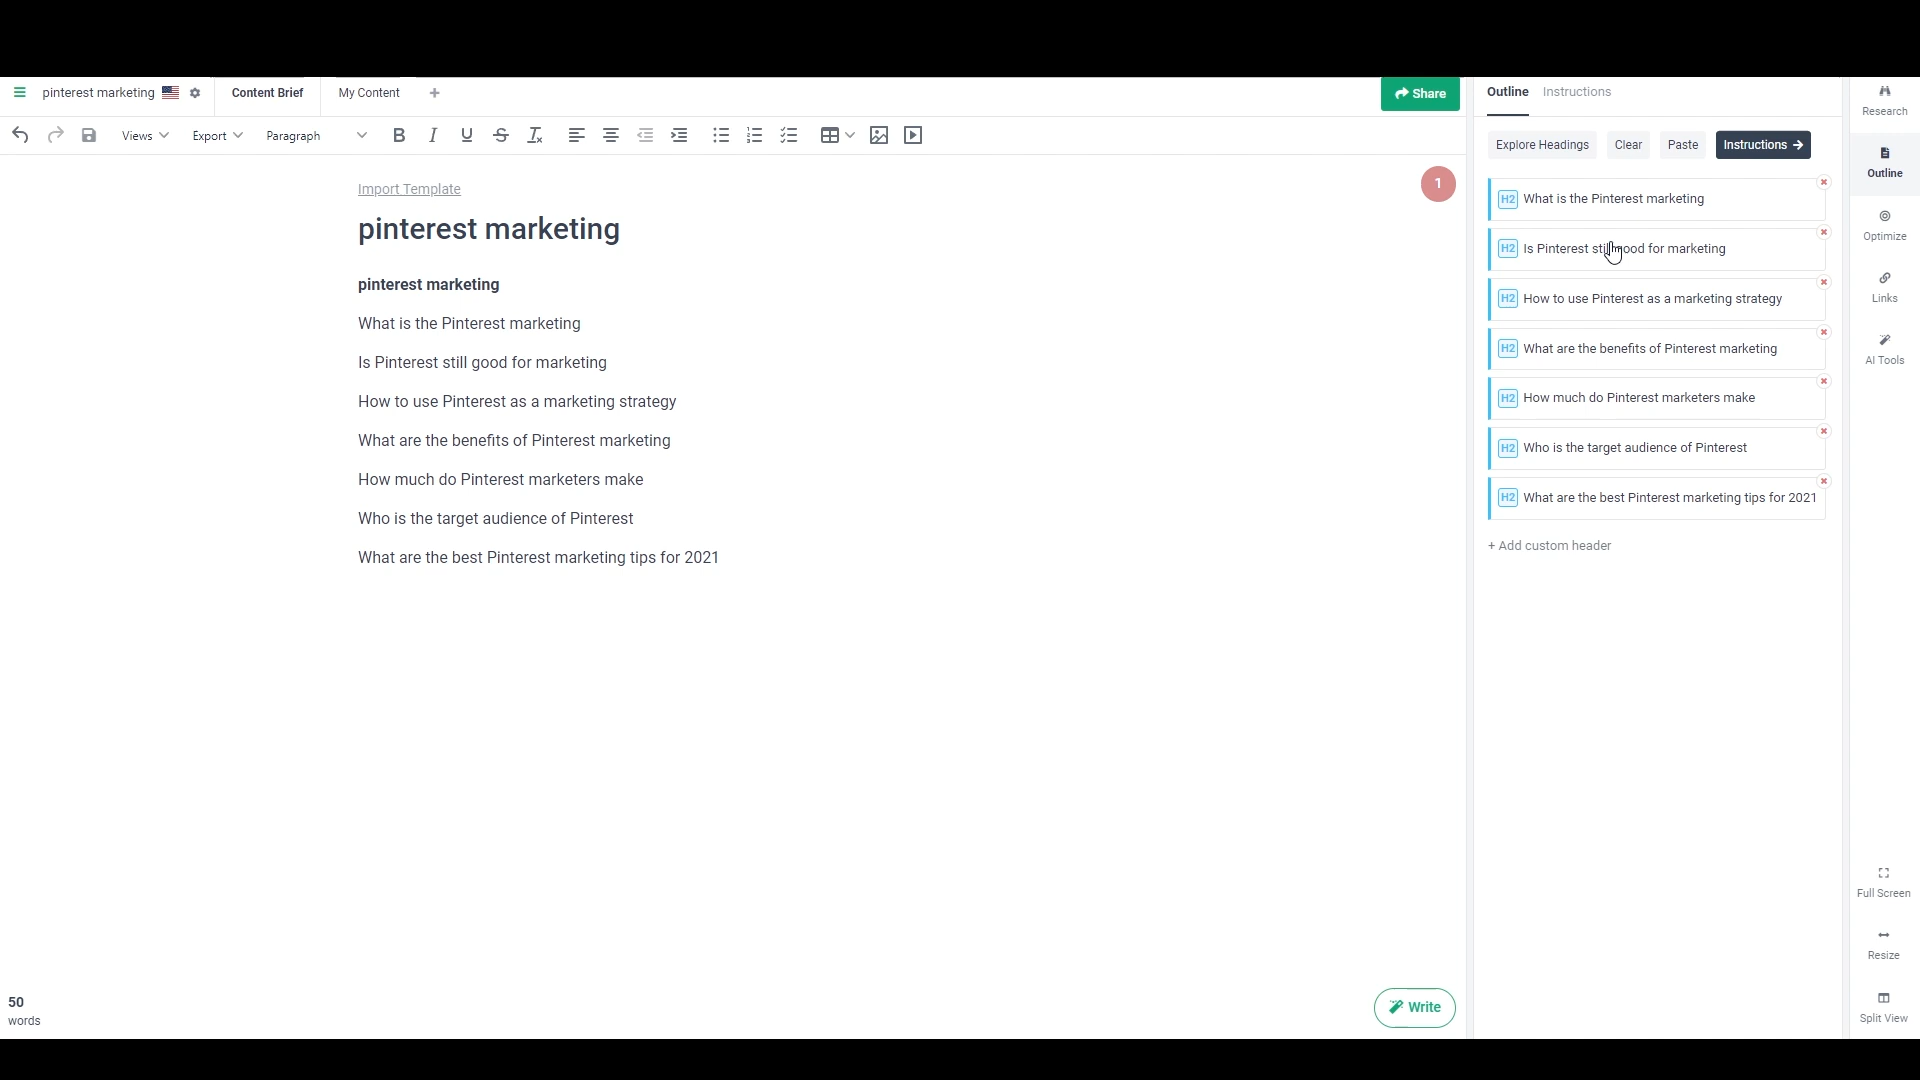 pinterest marketing
Content Brief
My Content
+
Share
Outline
Instructions
Research
Views
Export
Paragraph
B
I
U
S
Explore Headings
Clear
Paste
Instructions
Import Template
1
pinterest marketing
pinterest marketing
What is the Pinterest marketing
Is Pinterest still good for marketing
How to use Pinterest as a marketing strategy
What are the benefits of Pinterest marketing
How much do Pinterest marketers make
Who is the target audience of Pinterest
What are the best Pinterest marketing tips for 2021
H2 What is the Pinterest marketing
H2 Is Pinterest still good for marketing
H2 How to use Pinterest as a marketing strategy
H2 What are the benefits of Pinterest marketing
H2 How much do Pinterest marketers make
H2 Who is the target audience of Pinterest
H2 What are the best Pinterest marketing tips for 2021
+ Add custom header
Outline
Optimize
Links
AI Tools
Full Screen
Resize
Split View
50
words
Write